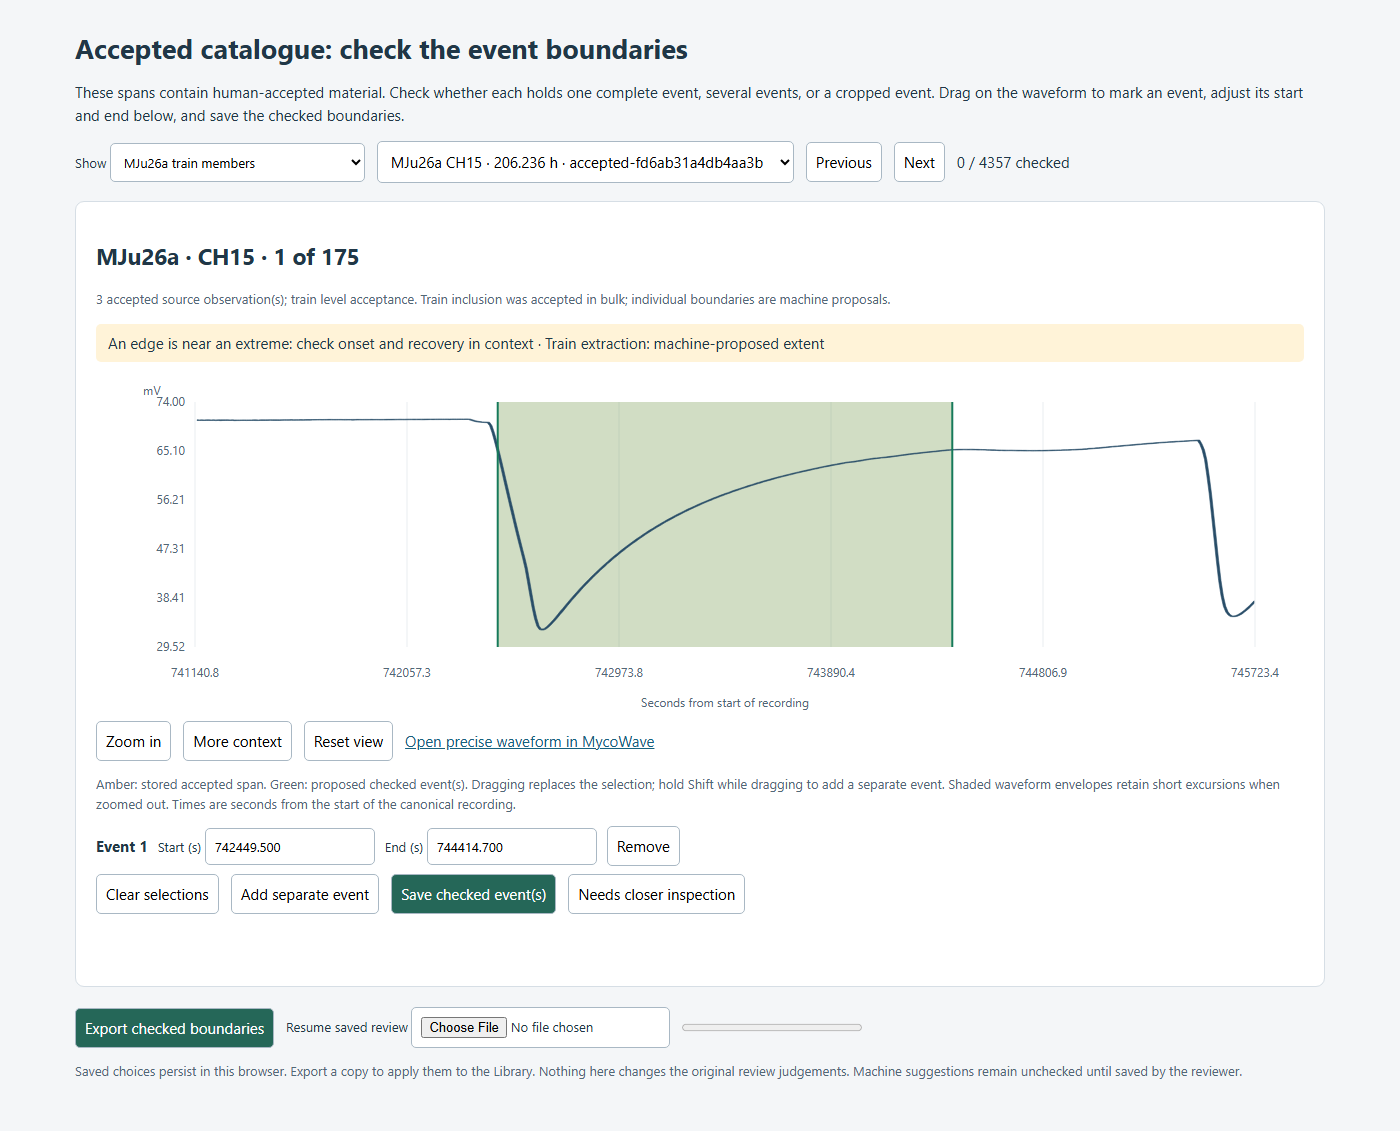 Accepted catalogue: check the event boundaries
These spans contain human-accepted material. Check whether each holds one complete event, several events, or a cropped event. Drag on the waveform to mark an event, adjust its start
and end below, and save the checked boundaries.
Show MJu26a train members MJu26a CH15 · 206.236 h · accepted-fd6ab31a4db4aa3b Previous Next 0 / 4357 checked
MJu26a · CH15 · 1 of 175
3 accepted source observation(s); train level acceptance. Train inclusion was accepted in bulk; individual boundaries are machine proposals.
An edge is near an extreme: check onset and recovery in context · Train extraction: machine-proposed extent
mV
74.00
65.10
56.21
47.31
38.41
29.52
741140.8 742057.3 742973.8 743890.4 744806.9 745723.4
Seconds from start of recording
Zoom in More context Reset view Open precise waveform in MycoWave
Amber: stored accepted span. Green: proposed checked event(s). Dragging replaces the selection; hold Shift while dragging to add a separate event. Shaded waveform envelopes retain short excursions when
zoomed out. Times are seconds from the start of the canonical recording.
Event 1 Start (s) 742449.500 End (s) 744414.700 Remove
Clear selections Add separate event Save checked event(s) Needs closer inspection
Export checked boundaries Resume saved review Choose File No file chosen
Saved choices persist in this browser. Export a copy to apply them to the Library. Nothing here changes the original review judgements. Machine suggestions remain unchecked until saved by the reviewer.